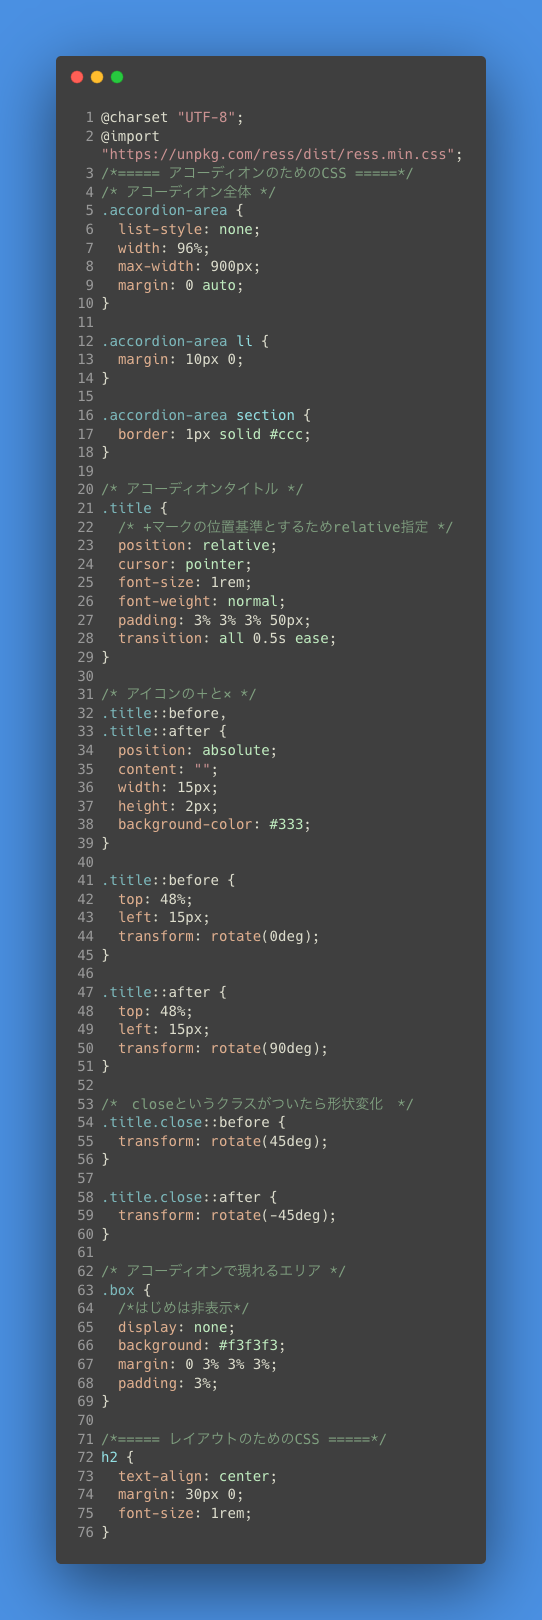 1 @charset "UTF-8";
2 @import
"https://unpkg.com/ress/dist/ress.min.css";
3 /*===== アコーディオンのためのCSS =====*/
4 /* アコーディオン全体 */
5 .accordion-area {
6   list-style: none;
7   width: 96%;
8   max-width: 900px;
9   margin: 0 auto;
10 }
11
12 .accordion-area li {
13   margin: 10px 0;
14 }
15
16 .accordion-area section {
17   border: 1px solid #ccc;
18 }
19
20 /* アコーディオンタイトル */
21 .title {
22   /* +マークの位置基準とするためrelative指定 */
23   position: relative;
24   cursor: pointer;
25   font-size: 1rem;
26   font-weight: normal;
27   padding: 3% 3% 3% 50px;
28   transition: all 0.5s ease;
29 }
30
31 /* アイコンの＋と× */
32 .title::before,
33 .title::after {
34   position: absolute;
35   content: "";
36   width: 15px;
37   height: 2px;
38   background-color: #333;
39 }
40
41 .title::before {
42   top: 48%;
43   left: 15px;
44   transform: rotate(0deg);
45 }
46
47 .title::after {
48   top: 48%;
49   left: 15px;
50   transform: rotate(90deg);
51 }
52
53 /*　closeというクラスがついたら形状変化　*/
54 .title.close::before {
55   transform: rotate(45deg);
56 }
57
58 .title.close::after {
59   transform: rotate(-45deg);
60 }
61
62 /* アコーディオンで現れるエリア */
63 .box {
64   /*はじめは非表示*/
65   display: none;
66   background: #f3f3f3;
67   margin: 0 3% 3% 3%;
68   padding: 3%;
69 }
70
71 /*===== レイアウトのためのCSS =====*/
72 h2 {
73   text-align: center;
74   margin: 30px 0;
75   font-size: 1rem;
76 }